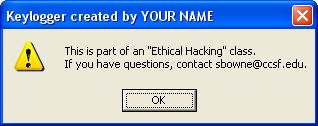 Keylogger created by YOUR NAME
This is part of an "Ethical Hacking" class.
If you have questions, contact sbowne@ccsf.edu.
OK